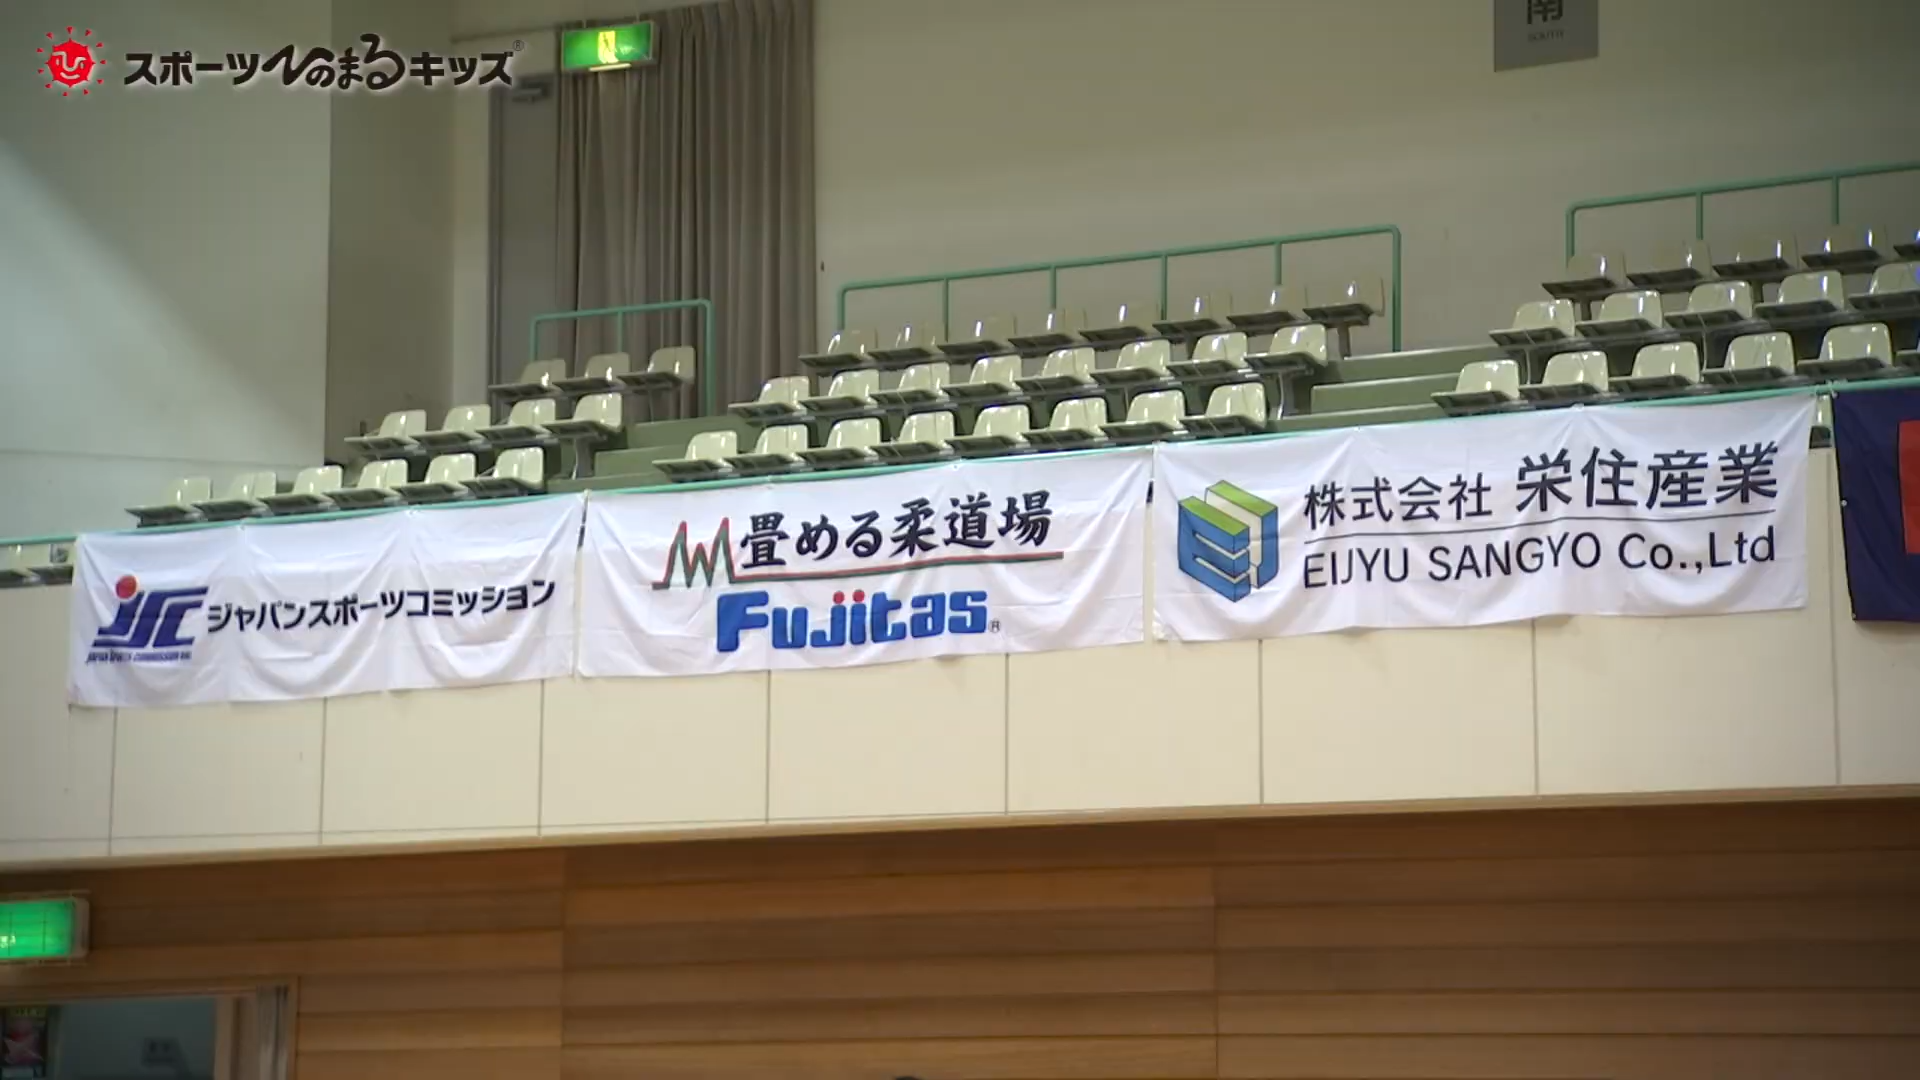 スポーツひのまるキッズ®
南
SOUTH
JSC ジャパンスポーツコミッション
畳める柔道場
Fujitas®
株式会社 栄住産業
EIJYU SANGYO Co.,Ltd